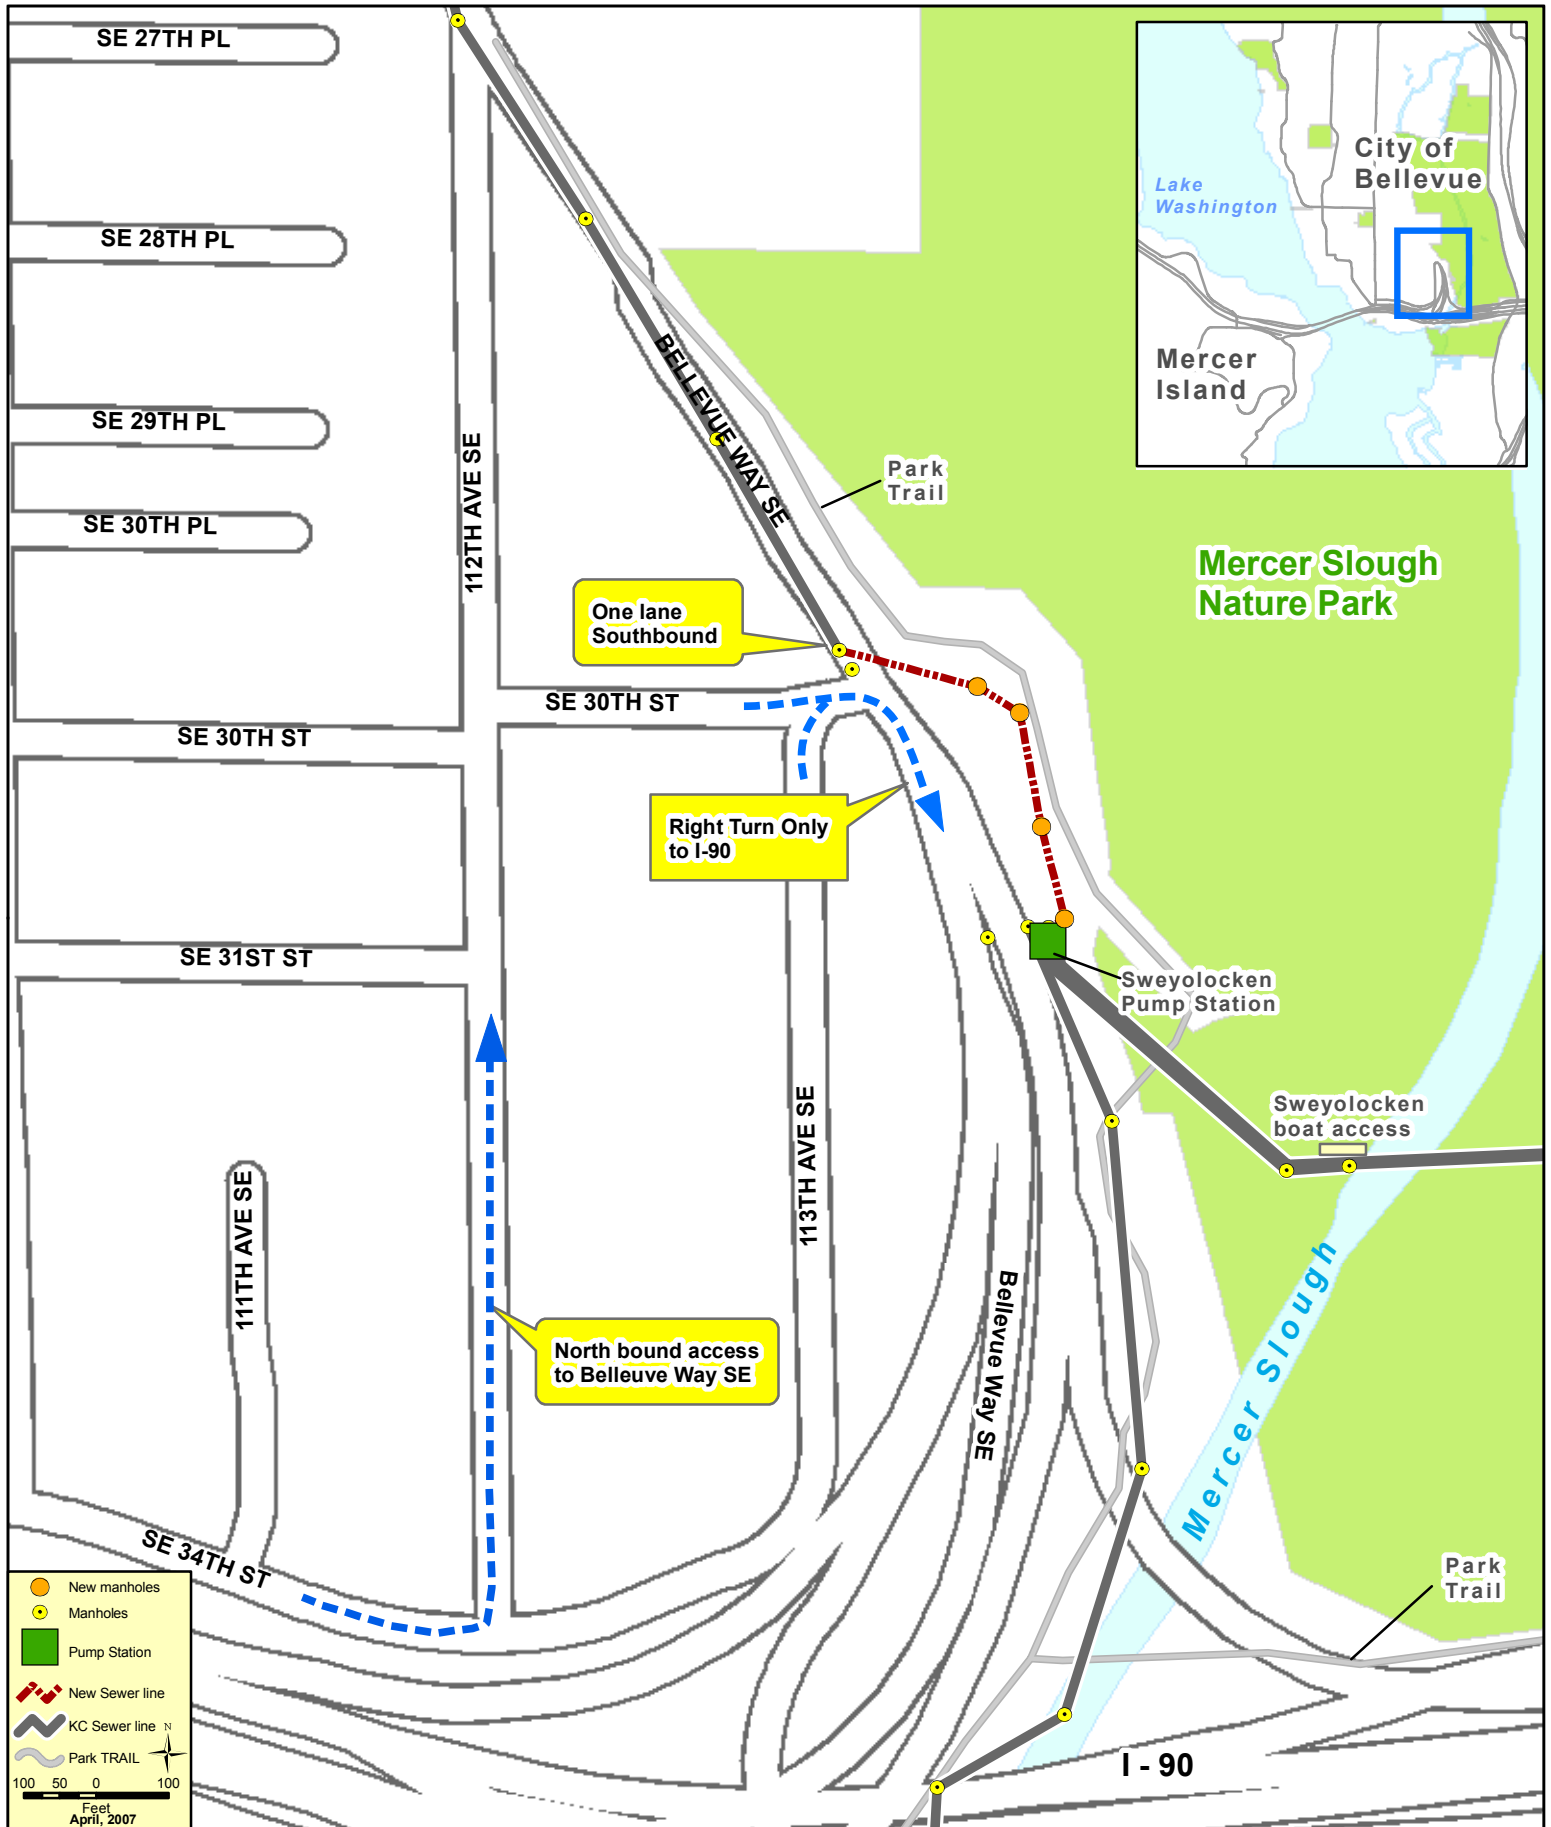 SE 27TH PL
SE 28TH PL
SE 29TH PL
SE 30TH PL
112TH AVE SE
BELLEVUE WAY SE
Park
Trail
City of
Bellevue
Lake
Washington
Mercer
Island
Mercer Slough
Nature Park
One lane
Southbound
SE 30TH ST
SE 30TH ST
Right Turn Only
to I-90
SE 31ST ST
Sweyolocken
Pump Station
Sweyolocken
boat access
113TH AVE SE
111TH AVE SE
North bound access
to Belleuve Way SE
Bellevue Way SE
Mercer Slough
SE 34TH ST
Park
Trail
I - 90
New manholes
Manholes
Pump Station
New Sewer line
KC Sewer line
N
Park TRAIL
100 50 0 100
Feet
April, 2007